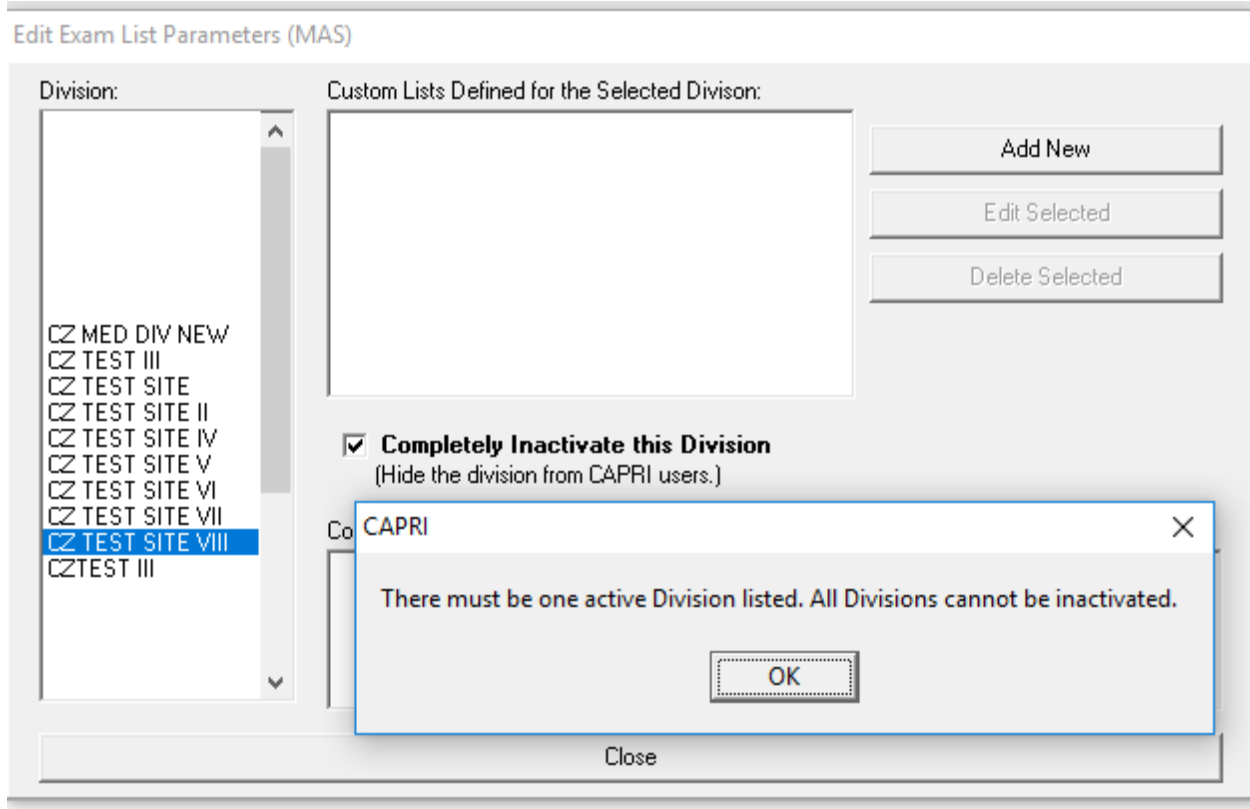 Edit Exam List Parameters (MAS)
Division:
Custom Lists Defined for the Selected Divison:
Add New
Edit Selected
Delete Selected
CZ MED DIV NEW
CZ TEST III
CZ TEST SITE
CZ TEST SITE II
CZ TEST SITE IV
CZ TEST SITE V
CZ TEST SITE VI
CZ TEST SITE VII
CZ TEST SITE VIII
CZTEST III
Completely Inactivate this Division
(Hide the division from CAPRI users.)
Co
CAPRI
There must be one active Division listed. All Divisions cannot be inactivated.
OK
Close